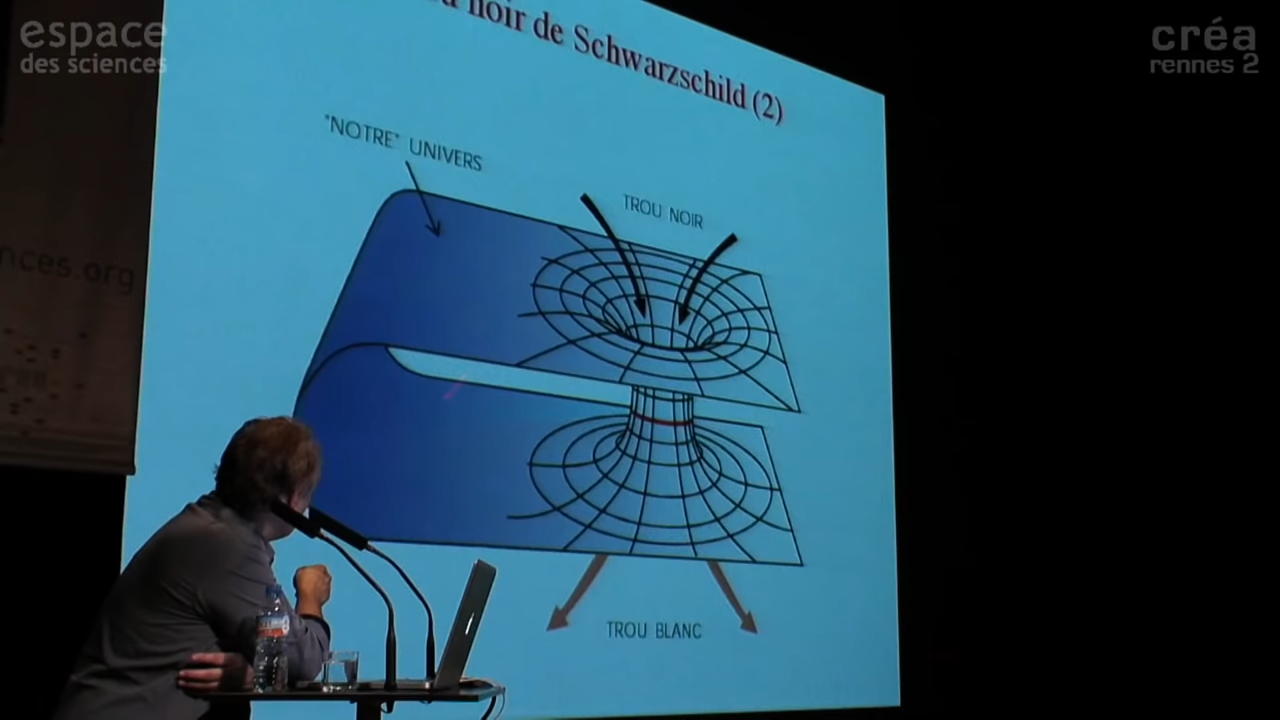 espace
des sciences
créa
rennes 2
noir de Schwarzschild (2)
"NOTRE" UNIVERS
TROU NOIR
nces.org
TROU BLANC